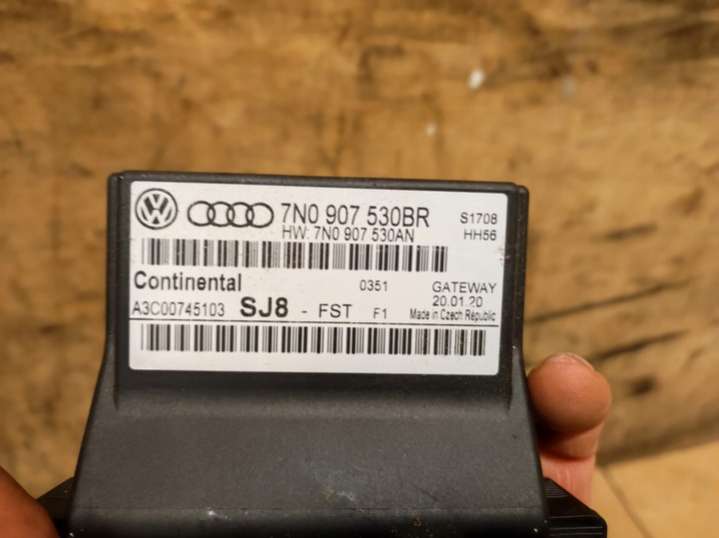 7N0 907 530BR S1708
HW: 7N0 907 530AN HH56
Continental 0351 GATEWAY
20.01.20
A3C00745103 SJ8 - FST F1 Made in Czech Republic